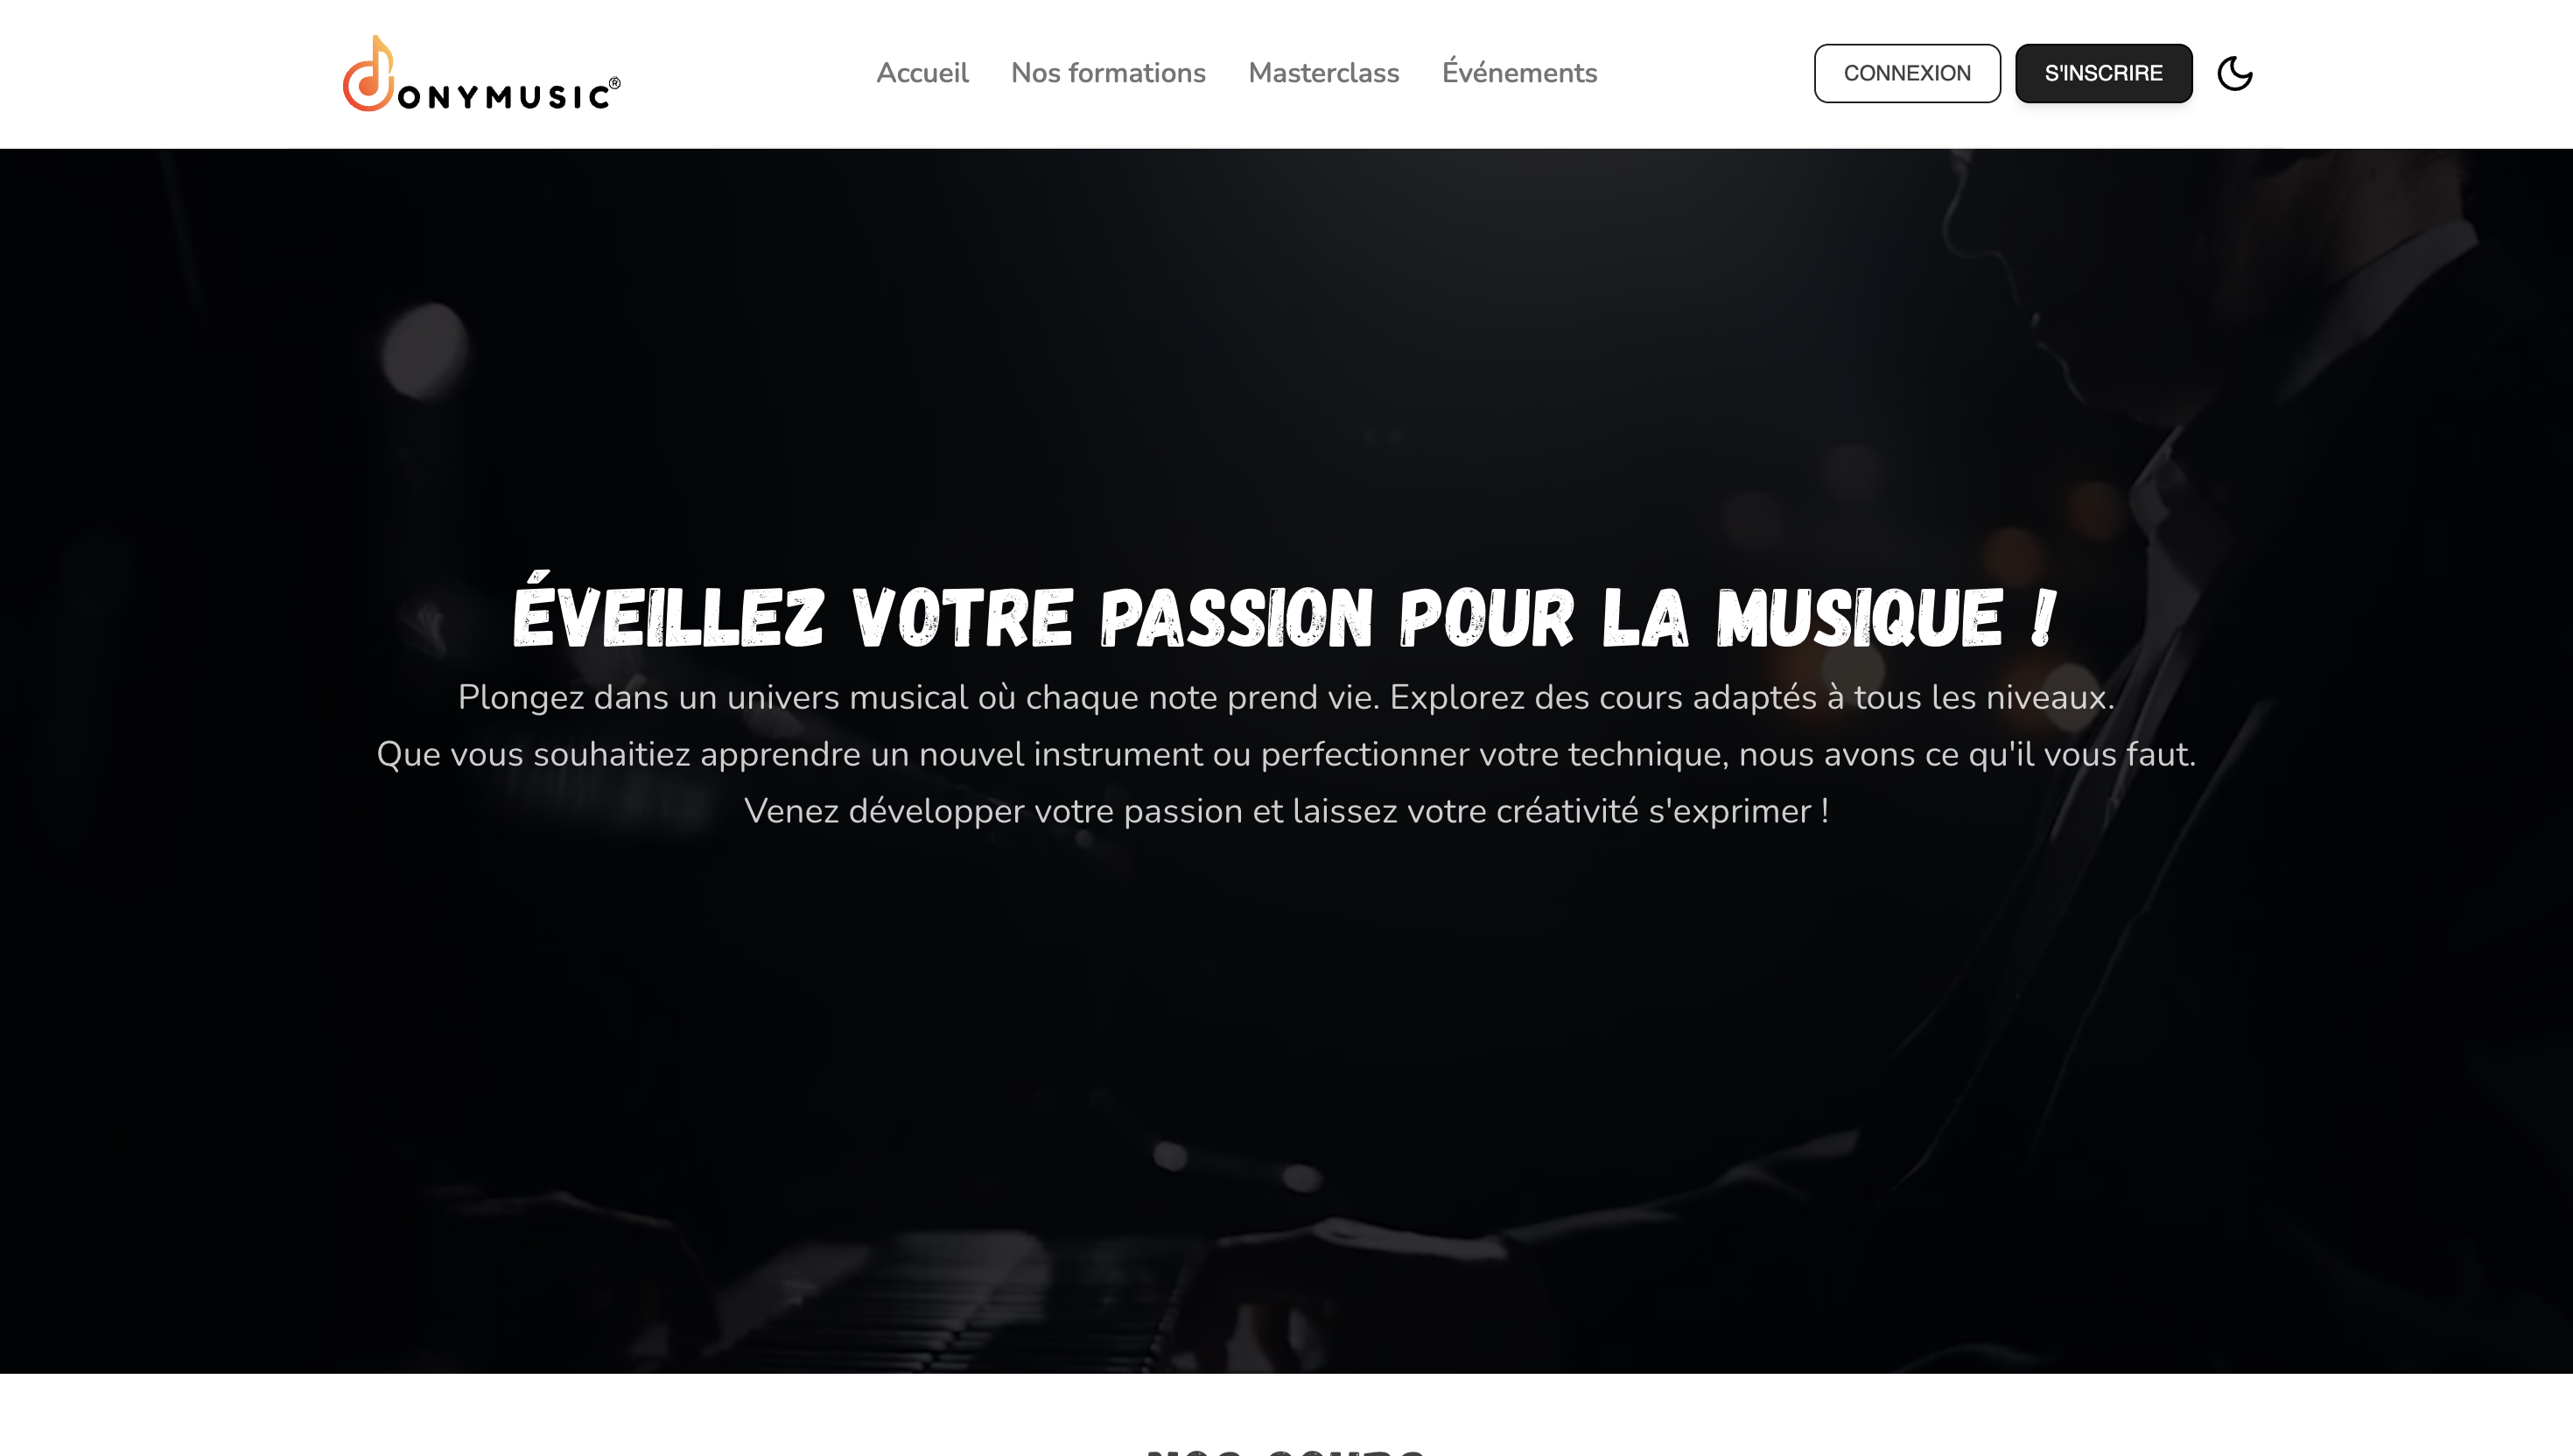 dONYMUSIC®
Accueil Nos formations Masterclass Événements
CONNEXION S'INSCRIRE
ÉVEILLEZ VOTRE PASSION POUR LA MUSIQUE !
Plongez dans un univers musical où chaque note prend vie. Explorez des cours adaptés à tous les niveaux.
Que vous souhaitiez apprendre un nouvel instrument ou perfectionner votre technique, nous avons ce qu'il vous faut.
Venez développer votre passion et laissez votre créativité s'exprimer !